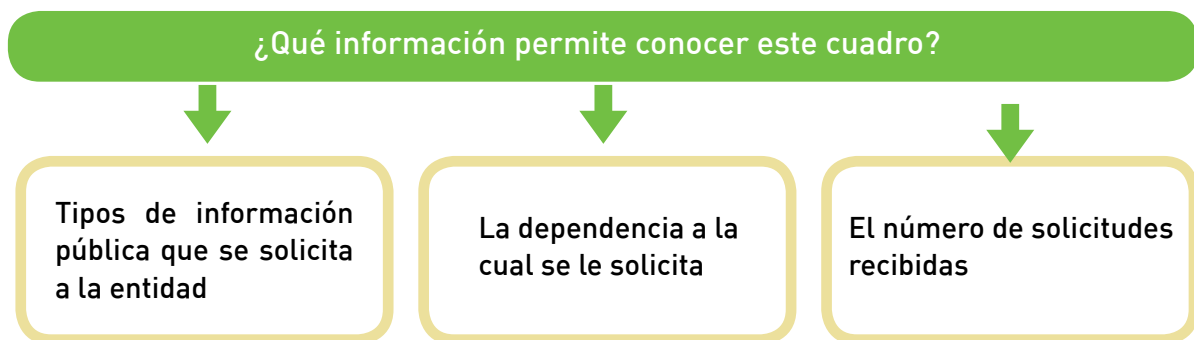 ¿Qué información permite conocer este cuadro?
Tipos de información
pública que se solicita
a la entidad
La dependencia a la
cual se le solicita
El número de solicitudes
recibidas